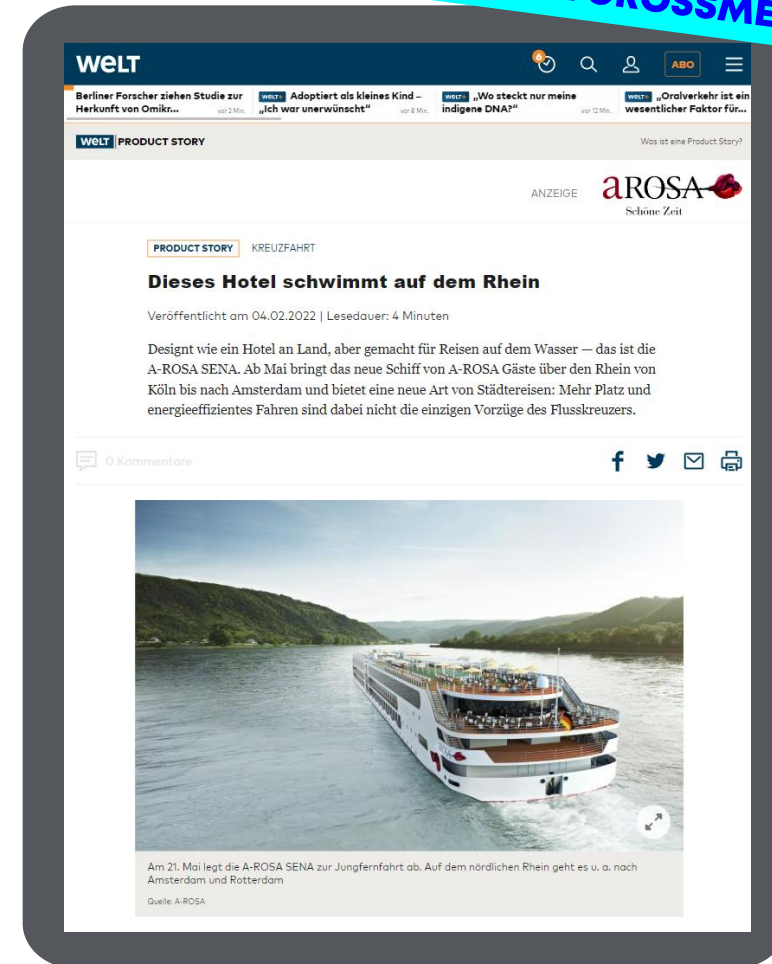 CROSSME
WELT
6
ABO
Berliner Forscher ziehen Studie zur
Herkunft von Omikr... vor 2 Min.
WELT+ Adoptiert als kleines Kind –
„Ich war unerwünscht“ vor 8 Min.
WELT+ „Wo steckt nur meine
indigene DNA?“ vor 12 Min.
WELT+ „Oralverkehr ist ein
wesentlicher Faktor für...
WELT PRODUCT STORY
Was ist eine Product Story?
ANZEIGE
aROSA
Schöne Zeit
PRODUCT STORY KREUZFAHRT
Dieses Hotel schwimmt auf dem Rhein
Veröffentlicht am 04.02.2022 | Lesedauer: 4 Minuten
Designt wie ein Hotel an Land, aber gemacht für Reisen auf dem Wasser — das ist die
A-ROSA SENA. Ab Mai bringt das neue Schiff von A-ROSA Gäste über den Rhein von
Köln bis nach Amsterdam und bietet eine neue Art von Städtereisen: Mehr Platz und
energieeffizientes Fahren sind dabei nicht die einzigen Vorzüge des Flusskreuzers.
0 Kommentare
Am 21. Mai legt die A-ROSA SENA zur Jungfernfahrt ab. Auf dem nördlichen Rhein geht es u. a. nach
Amsterdam und Rotterdam
Quelle: A-ROSA